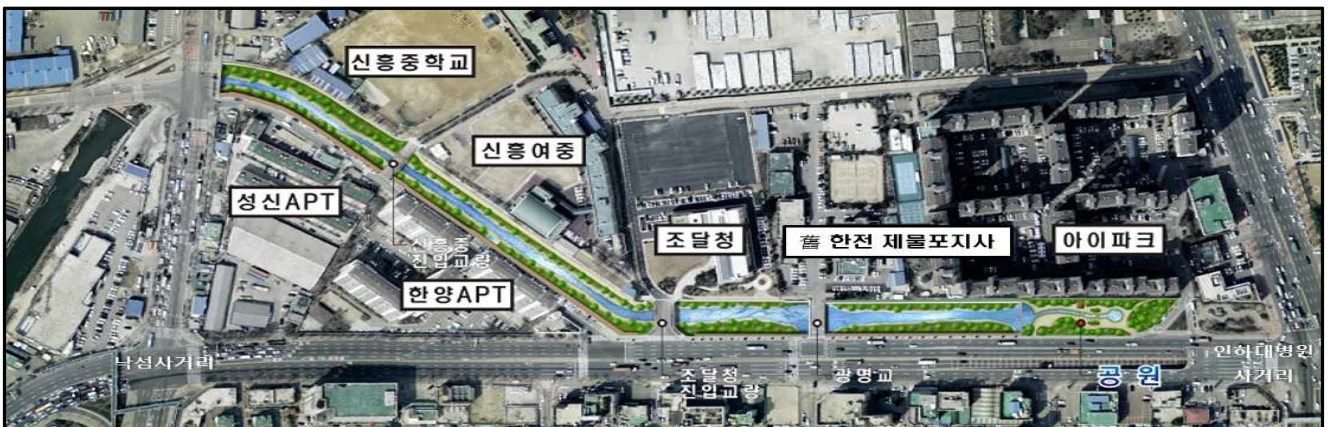 신흥중학교
신흥여중
성신APT
조달청
舊 한전 제물포지사
아이파크
신흥중
진입교량
한양APT
낙섬사거리
조달청
진입교량
광명교
공 원
인하대병원
사거리